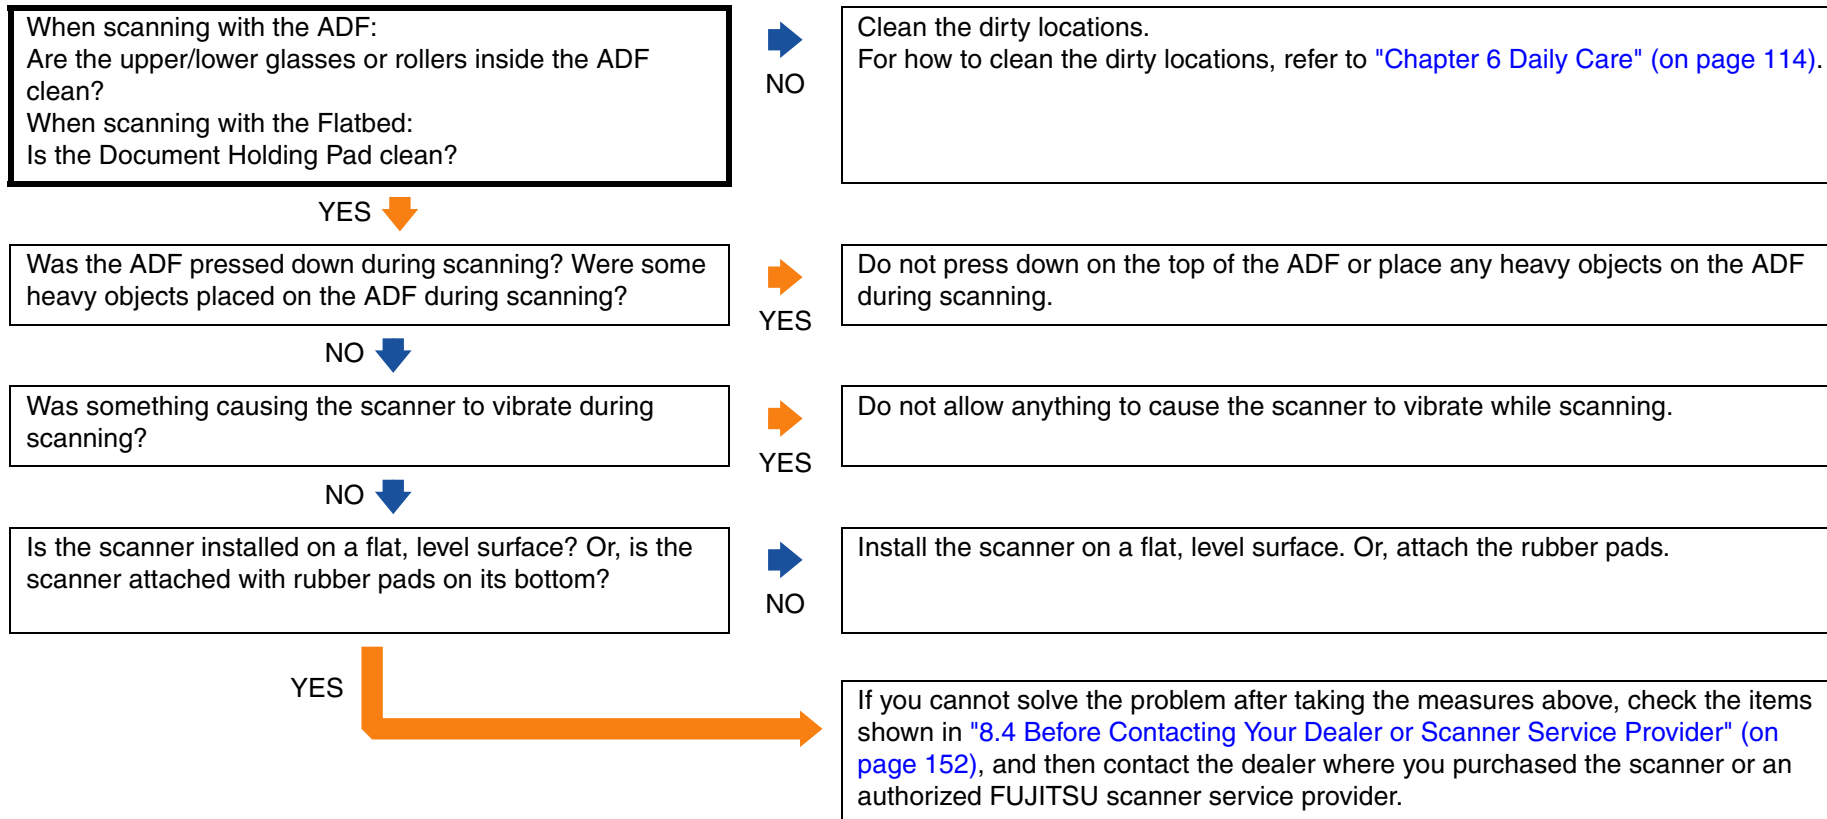 When scanning with the ADF:
Are the upper/lower glasses or rollers inside the ADF
clean?
When scanning with the Flatbed:
Is the Document Holding Pad clean?
NO
Clean the dirty locations.
For how to clean the dirty locations, refer to "Chapter 6 Daily Care" (on page 114).
YES
Was the ADF pressed down during scanning? Were some
heavy objects placed on the ADF during scanning?
YES
Do not press down on the top of the ADF or place any heavy objects on the ADF
during scanning.
NO
Was something causing the scanner to vibrate during
scanning?
YES
Do not allow anything to cause the scanner to vibrate while scanning.
NO
Is the scanner installed on a flat, level surface? Or, is the
scanner attached with rubber pads on its bottom?
NO
Install the scanner on a flat, level surface. Or, attach the rubber pads.
YES
If you cannot solve the problem after taking the measures above, check the items
shown in "8.4 Before Contacting Your Dealer or Scanner Service Provider" (on
page 152), and then contact the dealer where you purchased the scanner or an
authorized FUJITSU scanner service provider.